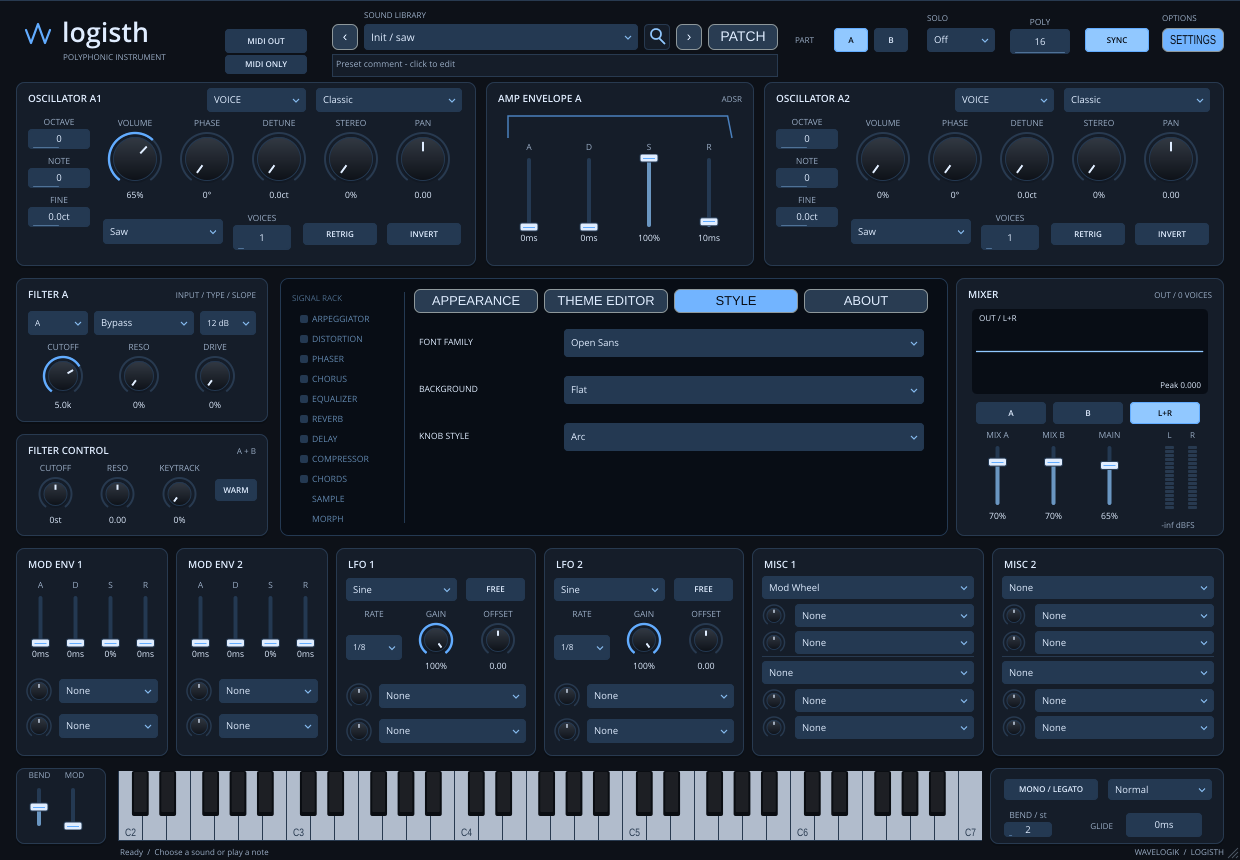 logisth
POLYPHONIC INSTRUMENT
MIDI OUT
MIDI ONLY
SOUND LIBRARY
‹ Init / saw › PATCH
Preset comment - click to edit
PART A B
SOLO
Off
POLY
16
SYNC
OPTIONS
SETTINGS
OSCILLATOR A1 VOICE Classic
OCTAVE VOLUME PHASE DETUNE STEREO PAN
0
NOTE
0
65% 0° 0.0ct 0% 0.00
FINE
0.0ct
Saw
VOICES
1
RETRIG INVERT
AMP ENVELOPE A ADSR
A D S R
0ms 0ms 100% 10ms
OSCILLATOR A2 VOICE Classic
OCTAVE VOLUME PHASE DETUNE STEREO PAN
0
NOTE
0
0% 0° 0.0ct 0% 0.00
FINE
0.0ct
Saw
VOICES
1
RETRIG INVERT
FILTER A INPUT / TYPE / SLOPE
A Bypass 12 dB
CUTOFF RESO DRIVE
5.0k 0% 0%
FILTER CONTROL A + B
CUTOFF RESO KEYTRACK
WARM
0st 0.00 0%
SIGNAL RACK
ARPEGGIATOR
DISTORTION
PHASER
CHORUS
EQUALIZER
REVERB
DELAY
COMPRESSOR
CHORDS
SAMPLE
MORPH
APPEARANCE THEME EDITOR STYLE ABOUT
FONT FAMILY Open Sans
BACKGROUND Flat
KNOB STYLE Arc
MIXER OUT / 0 VOICES
OUT / L+R
Peak 0.000
A B L+R
MIX A MIX B MAIN L R
70% 70% 65%
-inf dBFS
MOD ENV 1
A D S R
0ms 0ms 0% 0ms
None
None
MOD ENV 2
A D S R
0ms 0ms 0% 0ms
None
None
LFO 1
Sine FREE
RATE GAIN OFFSET
1/8
100% 0.00
None
None
LFO 2
Sine FREE
RATE GAIN OFFSET
1/8
100% 0.00
None
None
MISC 1
Mod Wheel
None
None
None
None
None
MISC 2
None
None
None
None
None
None
BEND MOD
C2 C3 C4 C5 C6 C7
MONO / LEGATO Normal
BEND / st
2
GLIDE 0ms
Ready / Choose a sound or play a note
WAVELOGIK / LOGISTH